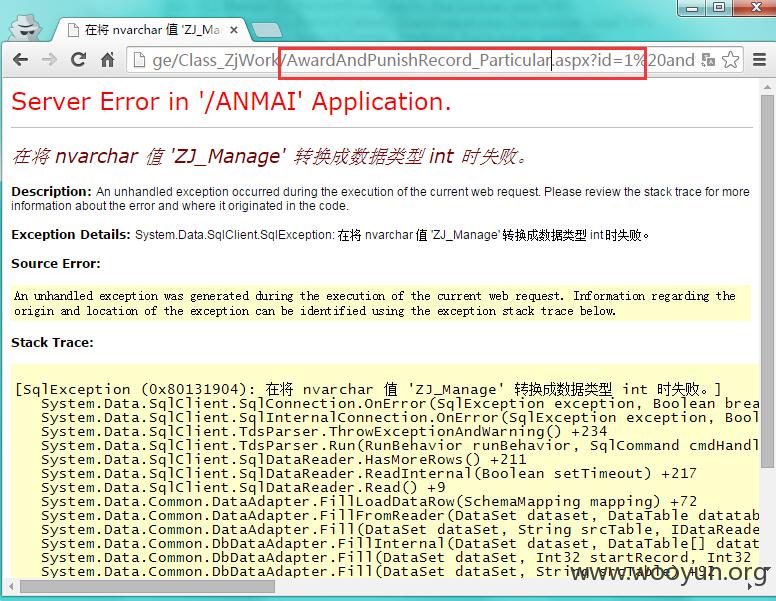 在将 nvarchar 值 'ZJ_Ma
ge/Class_ZjWork/AwardAndPunishRecord_Particular.aspx?id=1%20and
Server Error in '/ANMAI' Application.
在将 nvarchar 值 'ZJ_Manage' 转换成数据类型 int 时失败。
Description: An unhandled exception occurred during the execution of the current web request. Please review the stack trace for more
information about the error and where it originated in the code.
Exception Details: System.Data.SqlClient.SqlException: 在将 nvarchar 值 'ZJ_Manage' 转换成数据类型 int 时失败。
Source Error:
An unhandled exception was generated during the execution of the current web request. Information regarding the
origin and location of the exception can be identified using the exception stack trace below.
Stack Trace:
[SqlException (0x80131904): 在将 nvarchar 值 'ZJ_Manage' 转换成数据类型 int 时失败。]
System.Data.SqlClient.SqlConnection.OnError(SqlException exception, Boolean brea
System.Data.SqlClient.SqlInternalConnection.OnError(SqlException exception, Bool
System.Data.SqlClient.TdsParser.ThrowExceptionAndWarning() +234
System.Data.SqlClient.TdsParser.Run(RunBehavior runBehavior, SqlCommand cmdHandl
System.Data.SqlClient.SqlDataReader.HasMoreRows() +211
System.Data.SqlClient.SqlDataReader.ReadInternal(Boolean setTimeout) +217
System.Data.SqlClient.SqlDataReader.Read() +9
System.Data.Common.DataAdapter.FillLoadDataRow(SchemaMapping mapping) +72
System.Data.Common.DataAdapter.FillFromReader(DataSet dataset, DataTable datatab
System.Data.Common.DataAdapter.Fill(DataSet dataSet, String srcTable, IDataReade
System.Data.Common.DbDataAdapter.FillInternal(DataSet dataset, DataTable[] datat
System.Data.Common.DbDataAdapter.Fill(DataSet dataSet, Int32 startRecord, Int32
System.Data.Common.DbDataAdapter.Fill(DataSet dataSet, String srcTable) +92
www.wooyun.org